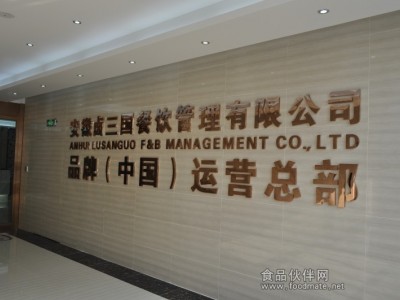 安徽卤三国餐饮管理有限公司
ANHUI LUSANGUO F&B MANAGEMENT CO., LTD
品牌（中国）运营总部
食品伙伴网
www.foodmate.net